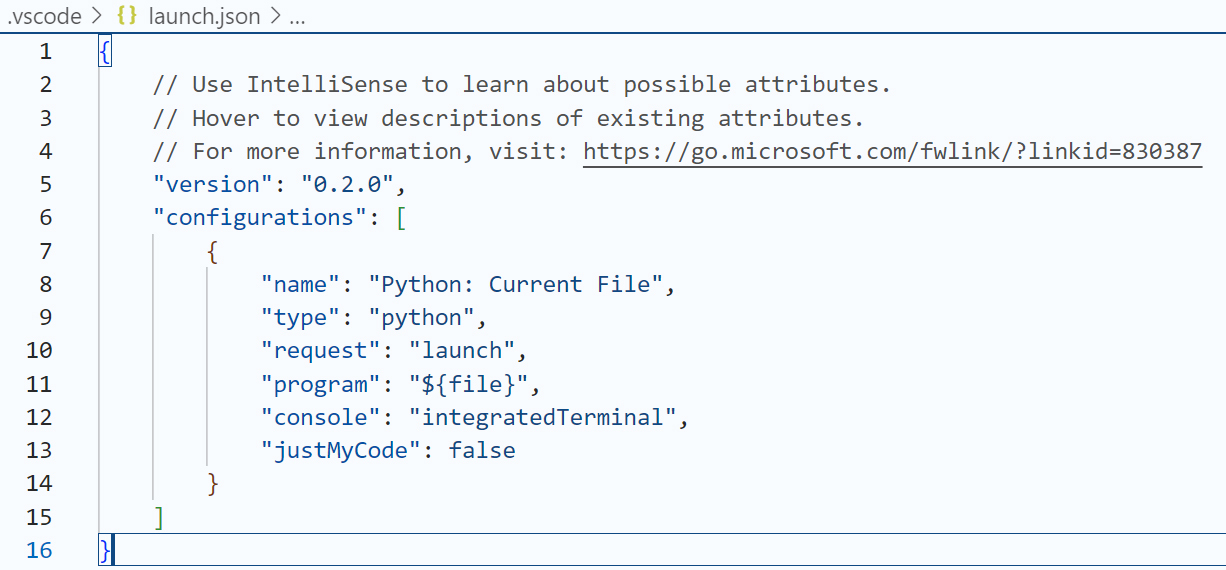 .vscode > {} launch.json > ...
1 {
2     // Use IntelliSense to learn about possible attributes.
3     // Hover to view descriptions of existing attributes.
4     // For more information, visit: https://go.microsoft.com/fwlink/?linkid=830387
5     "version": "0.2.0",
6     "configurations": [
7         {
8             "name": "Python: Current File",
9             "type": "python",
10             "request": "launch",
11             "program": "${file}",
12             "console": "integratedTerminal",
13             "justMyCode": false
14         }
15     ]
16 }